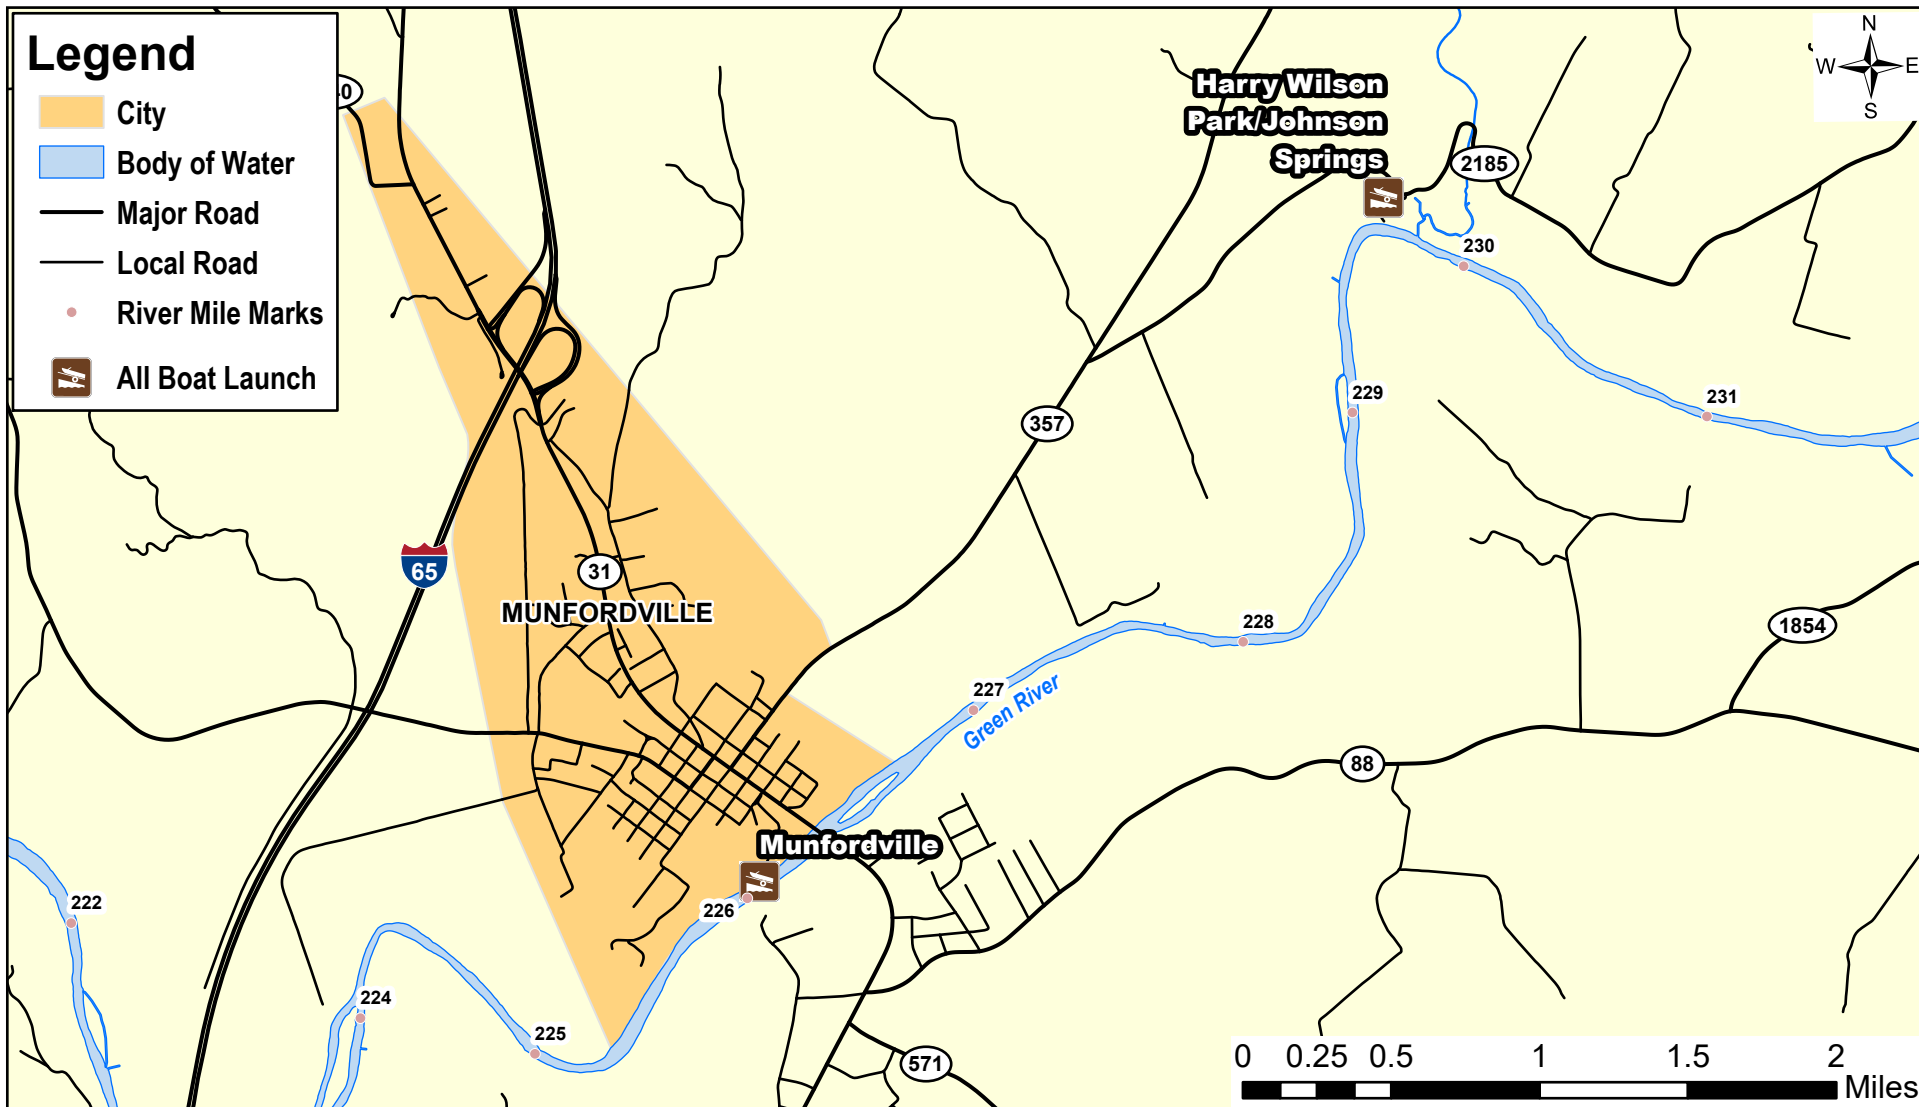 Legend
City
Body of Water
Major Road
Local Road
River Mile Marks
All Boat Launch
N
W E
S
Harry Wilson
Park/Johnson
Springs
2185
230
229
231
357
65
31
MUNFORDVILLE
228
1854
227
Green River
88
Munfordville
226
222
224
225
571
0 0.25 0.5 1 1.5 2
Miles